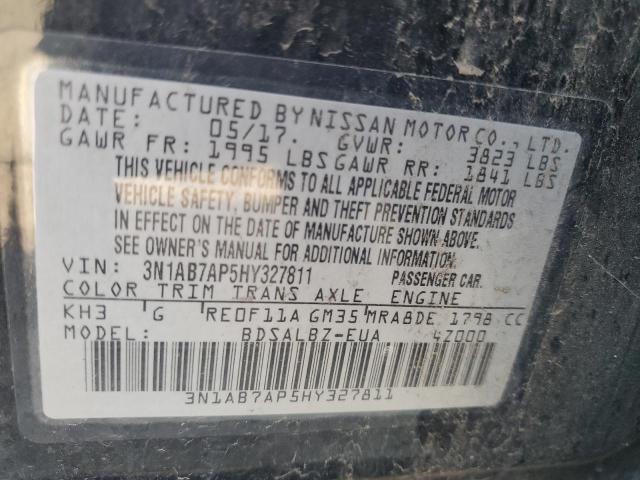 MANUFACTURED BY NISSAN MOTOR CO., LTD.
DATE: 05/17. GVWR: 3823 LBS
GAWR FR: 1995 LBS GAWR RR: 1841 LBS
THIS VEHICLE CONFORMS TO ALL APPLICABLE FEDERAL MOTOR
VEHICLE SAFETY, BUMPER AND THEFT PREVENTION STANDARDS
IN EFFECT ON THE DATE OF MANUFACTURE SHOWN ABOVE.
SEE OWNER'S MANUAL FOR ADDITIONAL INFORMATION.
VIN: 3N1AB7AP5HY327811 PASSENGER CAR.
COLOR TRIM TRANS AXLE ENGINE
KH3 G RE0F11A GM35 MRA8DE 1798 CC
MODEL: BDSALBZ-EUA 4Z000
3N1AB7AP5HY327811